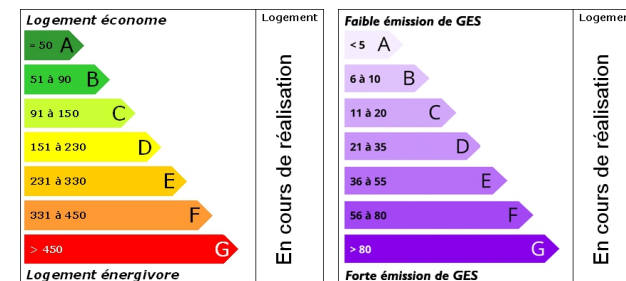 Logement économe
Logement
= 50 A
51 à 90 B
91 à 150 C
151 à 230 D
231 à 330 E
331 à 450 F
> 450 G
Logement énergivore
En cours de réalisation
Faible émission de GES
Logemen
< 5 A
6 à 10 B
11 à 20 C
21 à 35 D
36 à 55 E
56 à 80 F
> 80 G
Forte émission de GES
En cours de réalisation